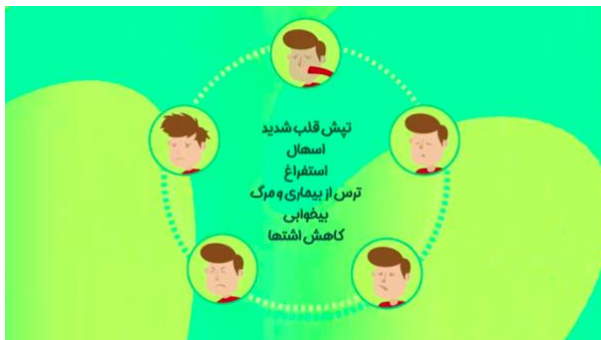 تپش قلب شدید
اسهال
استفراغ
ترس از بیماری و مرگ
بیخوابی
کاهش اشتها